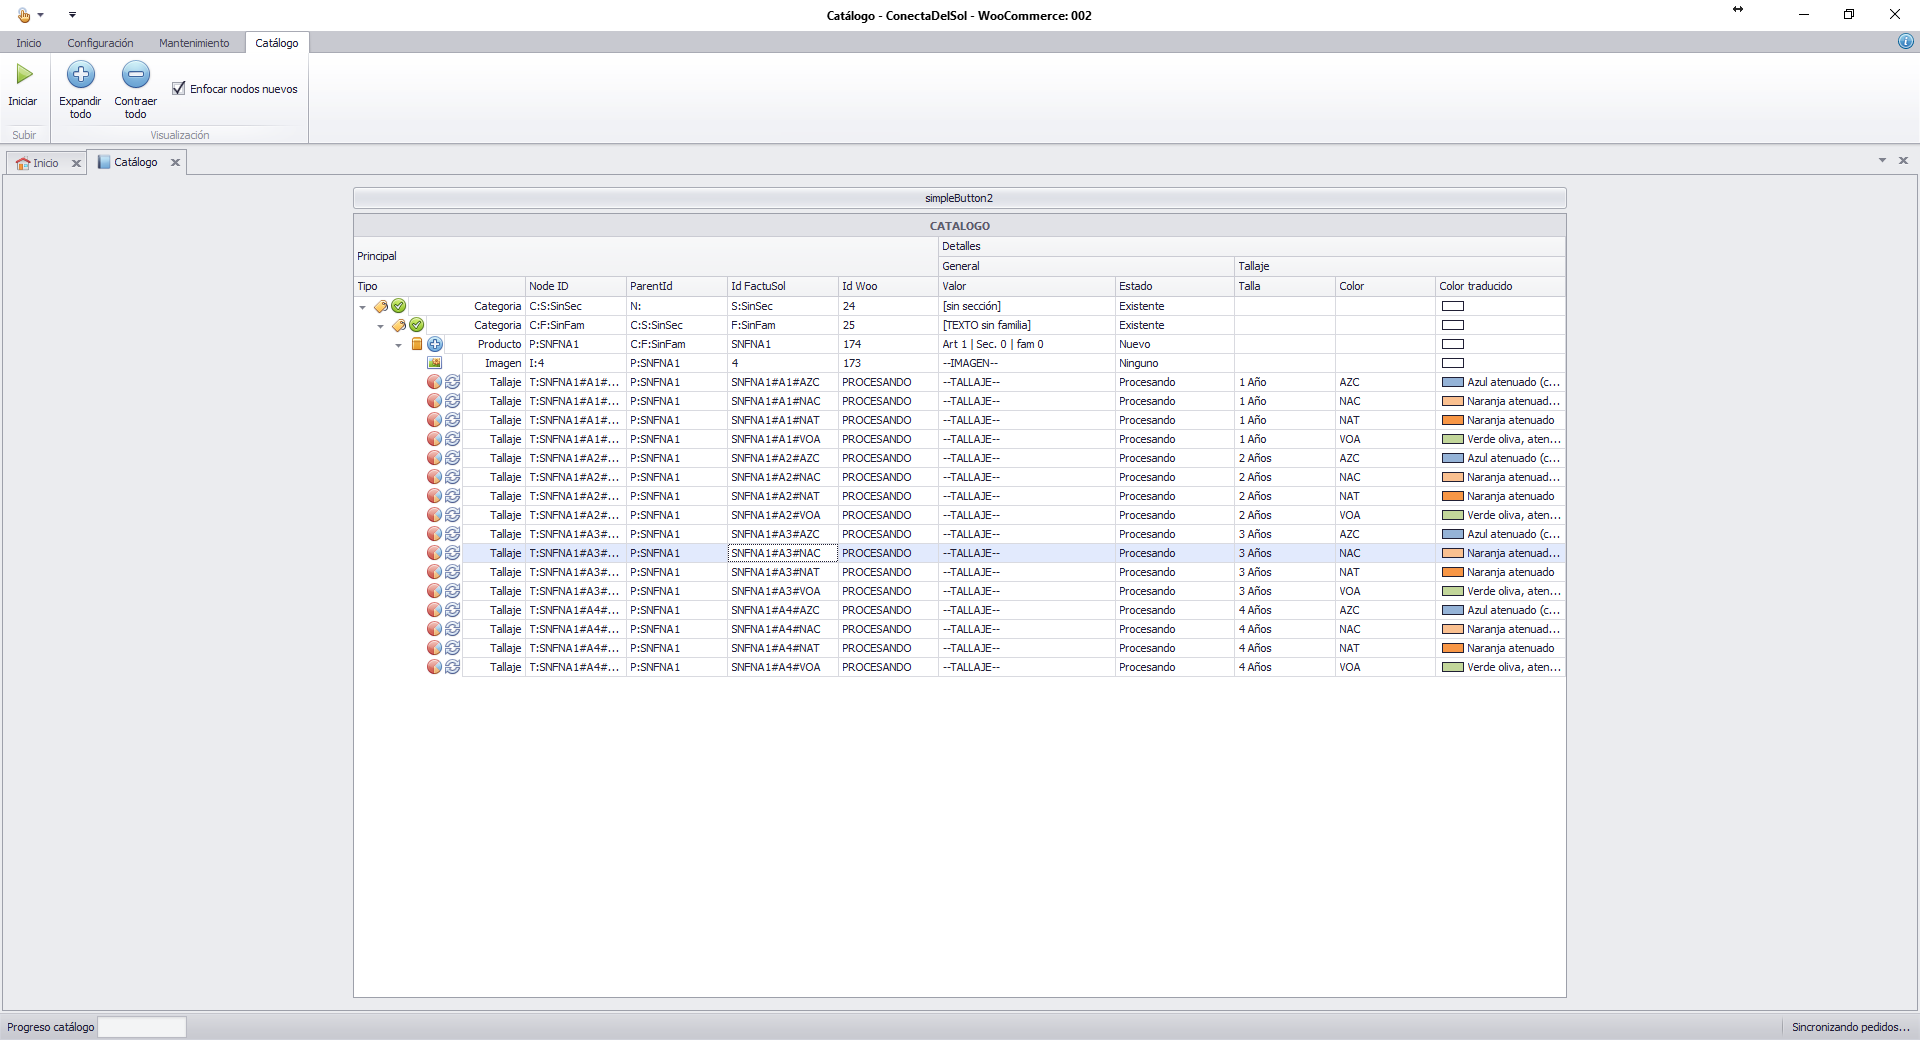 Catálogo - ConectaDelSol - WooCommerce: 002
Inicio Configuración Mantenimiento Catálogo
Iniciar Expandir todo Contraer todo Enfocar nodos nuevos
Subir Visualización
Inicio Catálogo
simpleButton2
CATALOGO
Principal Detalles
General Tallaje
Tipo Node ID ParentId Id FactuSol Id Woo Valor Estado Talla Color Color traducido
Categoria C:S:SinSec N: S:SinSec 24 [sin sección] Existente
Categoria C:F:SinFam C:S:SinSec F:SinFam 25 [TEXTO sin familia] Existente
Producto P:SNFNA1 C:F:SinFam SNFNA1 174 Art 1 | Sec. 0 | fam 0 Nuevo
Imagen I:4 P:SNFNA1 4 173 --IMAGEN-- Ninguno
Tallaje T:SNFNA1#A1#... P:SNFNA1 SNFNA1#A1#AZC PROCESANDO --TALLAJE-- Procesando 1 Año AZC Azul atenuado (c...
Tallaje T:SNFNA1#A1#... P:SNFNA1 SNFNA1#A1#NAC PROCESANDO --TALLAJE-- Procesando 1 Año NAC Naranja atenuad...
Tallaje T:SNFNA1#A1#... P:SNFNA1 SNFNA1#A1#NAT PROCESANDO --TALLAJE-- Procesando 1 Año NAT Naranja atenuado
Tallaje T:SNFNA1#A1#... P:SNFNA1 SNFNA1#A1#VOA PROCESANDO --TALLAJE-- Procesando 1 Año VOA Verde oliva, aten...
Tallaje T:SNFNA1#A2#... P:SNFNA1 SNFNA1#A2#AZC PROCESANDO --TALLAJE-- Procesando 2 Años AZC Azul atenuado (c...
Tallaje T:SNFNA1#A2#... P:SNFNA1 SNFNA1#A2#NAC PROCESANDO --TALLAJE-- Procesando 2 Años NAC Naranja atenuad...
Tallaje T:SNFNA1#A2#... P:SNFNA1 SNFNA1#A2#NAT PROCESANDO --TALLAJE-- Procesando 2 Años NAT Naranja atenuado
Tallaje T:SNFNA1#A2#... P:SNFNA1 SNFNA1#A2#VOA PROCESANDO --TALLAJE-- Procesando 2 Años VOA Verde oliva, aten...
Tallaje T:SNFNA1#A3#... P:SNFNA1 SNFNA1#A3#AZC PROCESANDO --TALLAJE-- Procesando 3 Años AZC Azul atenuado (c...
Tallaje T:SNFNA1#A3#... P:SNFNA1 SNFNA1#A3#NAC PROCESANDO --TALLAJE-- Procesando 3 Años NAC Naranja atenuad...
Tallaje T:SNFNA1#A3#... P:SNFNA1 SNFNA1#A3#NAT PROCESANDO --TALLAJE-- Procesando 3 Años NAT Naranja atenuado
Tallaje T:SNFNA1#A3#... P:SNFNA1 SNFNA1#A3#VOA PROCESANDO --TALLAJE-- Procesando 3 Años VOA Verde oliva, aten...
Tallaje T:SNFNA1#A4#... P:SNFNA1 SNFNA1#A4#AZC PROCESANDO --TALLAJE-- Procesando 4 Años AZC Azul atenuado (c...
Tallaje T:SNFNA1#A4#... P:SNFNA1 SNFNA1#A4#NAC PROCESANDO --TALLAJE-- Procesando 4 Años NAC Naranja atenuad...
Tallaje T:SNFNA1#A4#... P:SNFNA1 SNFNA1#A4#NAT PROCESANDO --TALLAJE-- Procesando 4 Años NAT Naranja atenuado
Tallaje T:SNFNA1#A4#... P:SNFNA1 SNFNA1#A4#VOA PROCESANDO --TALLAJE-- Procesando 4 Años VOA Verde oliva, aten...
Progreso catálogo Sincronizando pedidos...